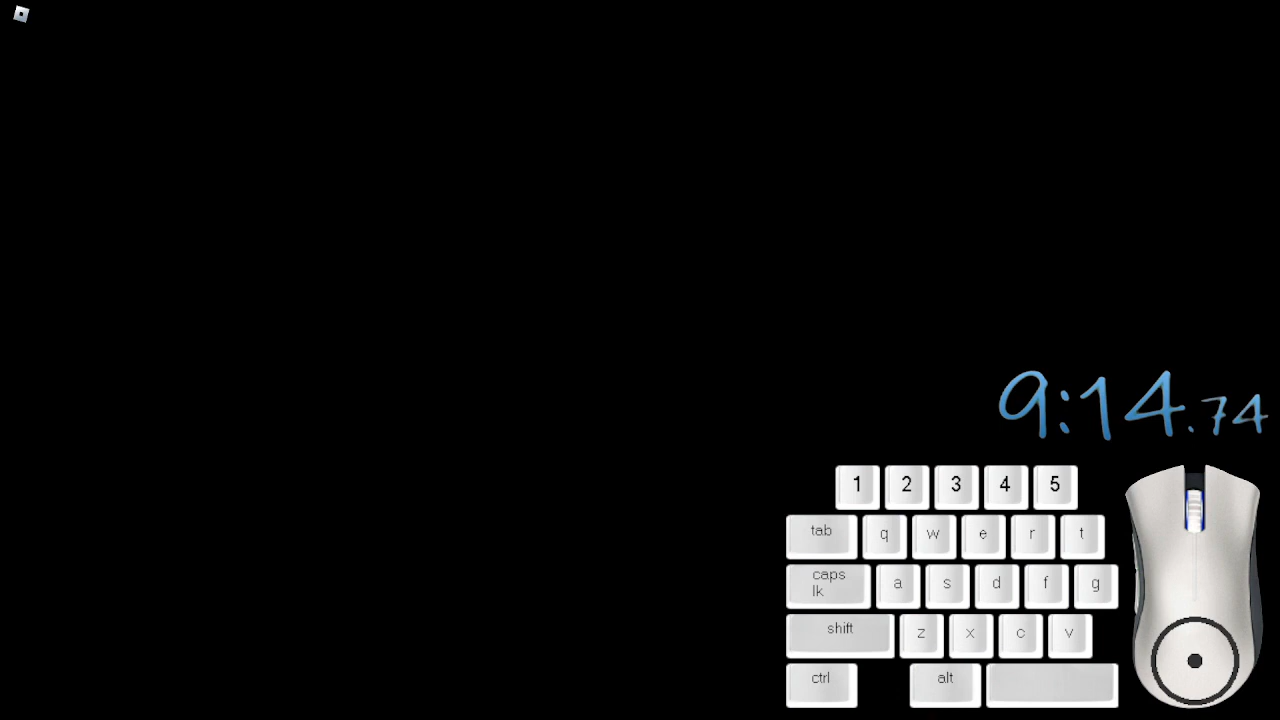 9:14.74
1 2 3 4 5
tab q w e r t
caps lk a s d f g
shift z x c v
ctrl alt